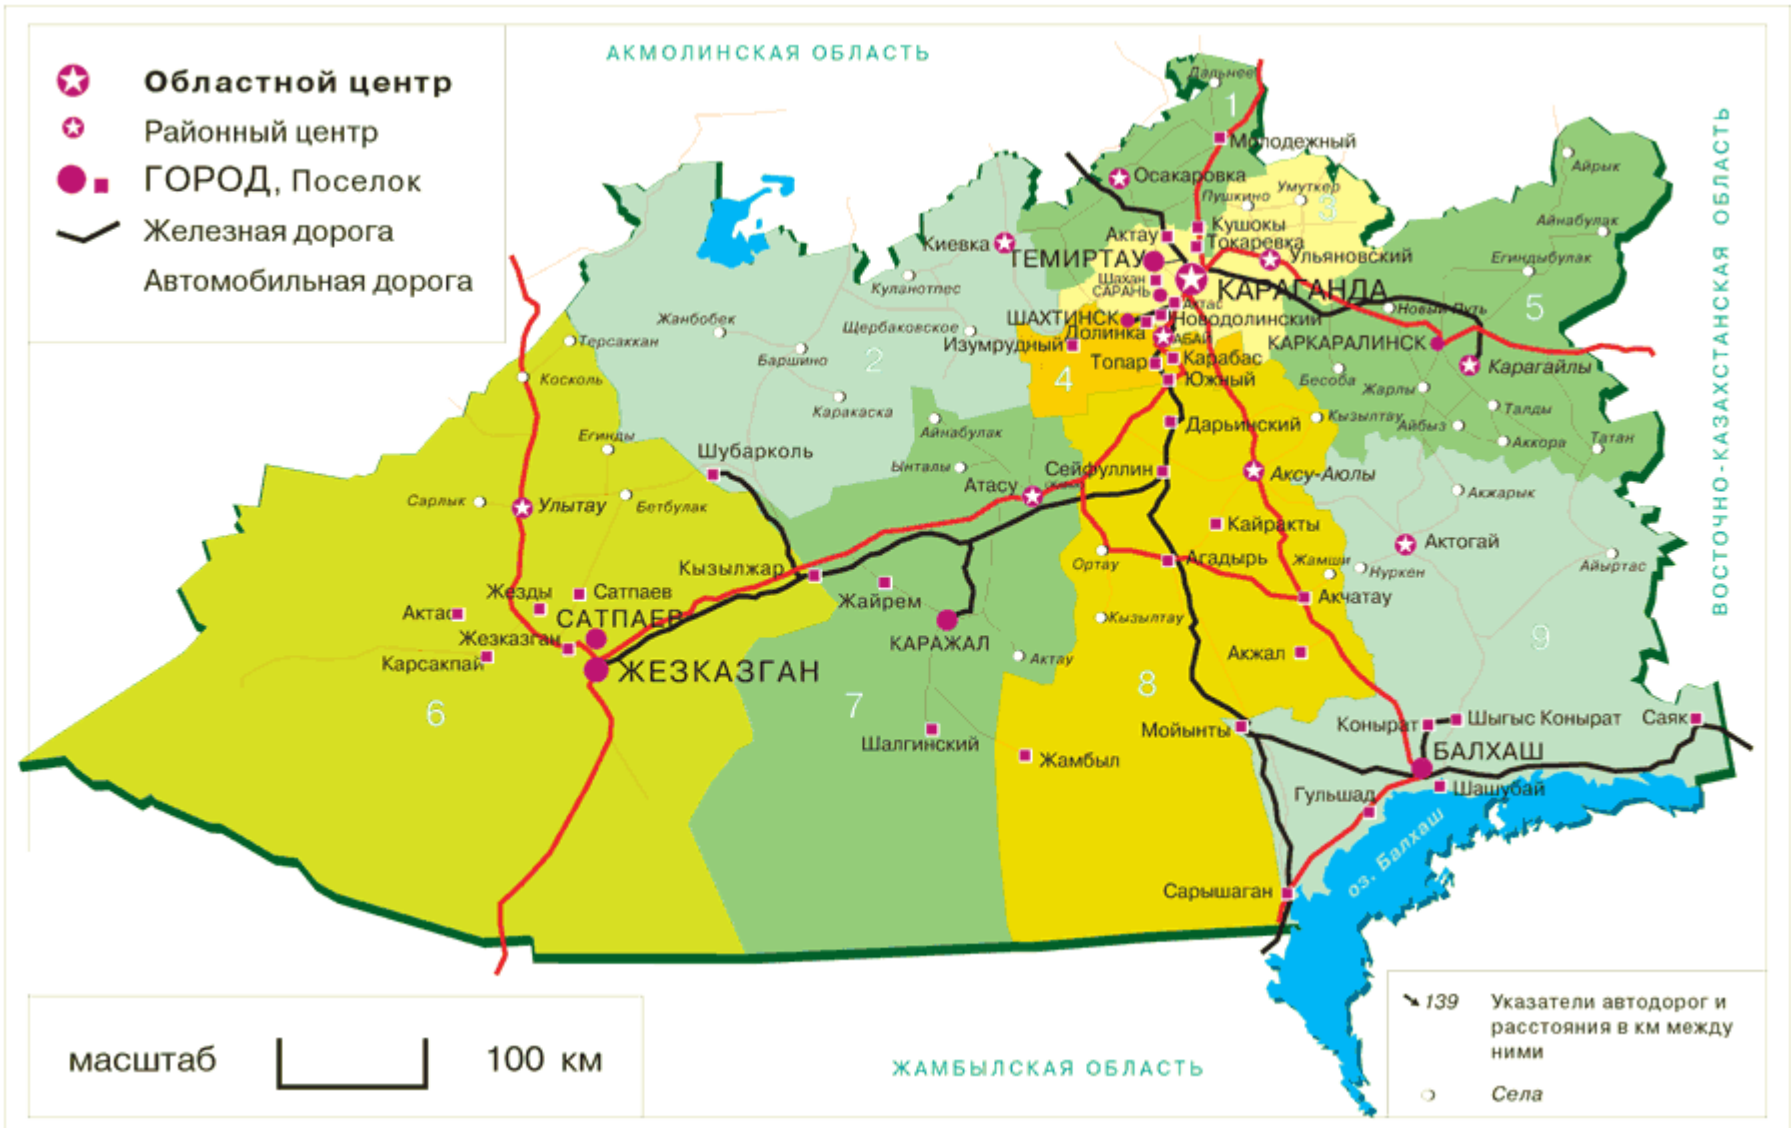 АКМОЛИНСКАЯ ОБЛАСТЬ
Областной центр
Районный центр
ГОРОД, Поселок
Железная дорога
Автомобильная дорога
ВОСТОЧНО-КАЗАХСТАНСКАЯ ОБЛАСТЬ
Дальнее
1
Молодежный
Осакаровка
Пушкино
Умуткер
3
Айрык
Айнабулак
Егиндыбулак
5
Киевка
Актау
Кушокы
Токаревка
Ульяновский
ТЕМИРТАУ
КАРАГАНДА
Шахан
САРАНЬ
Актас
ШАХТИНСК
Новодолинский
Долинка
АБАЙ
Изумрудный
Топар
Карабас
Южный
4
Новый Путь
КАРКАРАЛИНСК
Карагайлы
Бесоба
Жарлы
Талды
Кызылтау
Айбыз
Аккора
Татан
Куланотпес
Жанбобек
Щербаковское
Баршино
2
Каракаска
Терсаккан
Косколь
Егинды
Шубарколь
Айнабулак
Ынталы
Дарьинский
Сейфуллин
Атасу
Аксу-Аюлы
Акжарык
Сарлык
Улытау
Бетбулак
Кайракты
Актогай
Кызылжар
Жайрем
Ортау
Агадырь
Жамши
Нуркен
Айыртас
Жезды
Сатпаев
Актас
САТПАЕВ
Жезказган
Карсакпай
ЖЕЗКАЗГАН
КАРАЖАЛ
Актау
Кызылтау
Акчатау
Акжал
9
6
7
8
Шалгинский
Жамбыл
Мойынты
Конырат
Шыгыс Конырат
Саяк
БАЛХАШ
Гульшад
Шашубай
оз. Балхаш
Сарышаган
масштаб
100 км
ЖАМБЫЛСКАЯ ОБЛАСТЬ
139
Указатели автодорог и
расстояния в км между
ними
Села